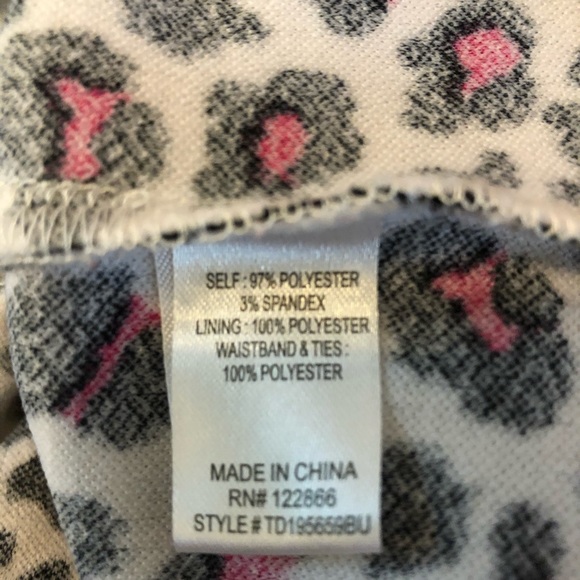 SELF : 97% POLYESTER
3% SPANDEX
LINING : 100% POLYESTER
WAISTBAND & TIES :
100% POLYESTER
MADE IN CHINA
RN# 122866
STYLE # TD195659BU